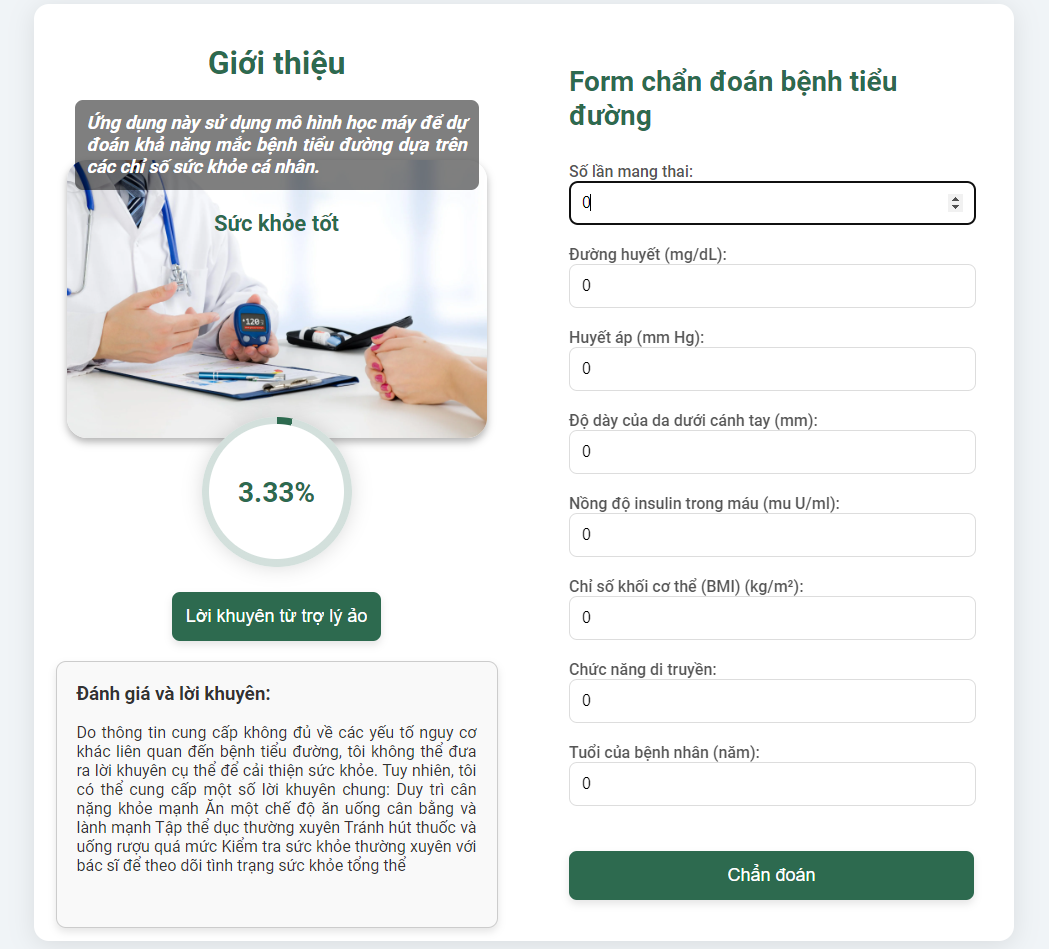 Giới thiệu
Ứng dụng này sử dụng mô hình học máy để dự
đoán khả năng mắc bệnh tiểu đường dựa trên
các chỉ số sức khỏe cá nhân.
Sức khỏe tốt
120
3.33%
Lời khuyên từ trợ lý ảo
Đánh giá và lời khuyên:
Do thông tin cung cấp không đủ về các yếu tố nguy cơ
khác liên quan đến bệnh tiểu đường, tôi không thể đưa
ra lời khuyên cụ thể để cải thiện sức khỏe. Tuy nhiên, tôi
có thể cung cấp một số lời khuyên chung: Duy trì cân
nặng khỏe mạnh Ăn một chế độ ăn uống cân bằng và
lành mạnh Tập thể dục thường xuyên Tránh hút thuốc và
uống rượu quá mức Kiểm tra sức khỏe thường xuyên với
bác sĩ để theo dõi tình trạng sức khỏe tổng thể
Form chẩn đoán bệnh tiểu
đường
Số lần mang thai:
0
Đường huyết (mg/dL):
0
Huyết áp (mm Hg):
0
Độ dày của da dưới cánh tay (mm):
0
Nồng độ insulin trong máu (mu U/ml):
0
Chỉ số khối cơ thể (BMI) (kg/m²):
0
Chức năng di truyền:
0
Tuổi của bệnh nhân (năm):
0
Chẩn đoán